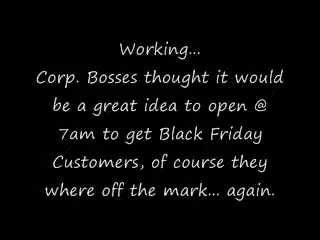 Working...
Corp. Bosses thought it would
be a great idea to open @
7am to get Black Friday
Customers, of course they
where off the mark... again.